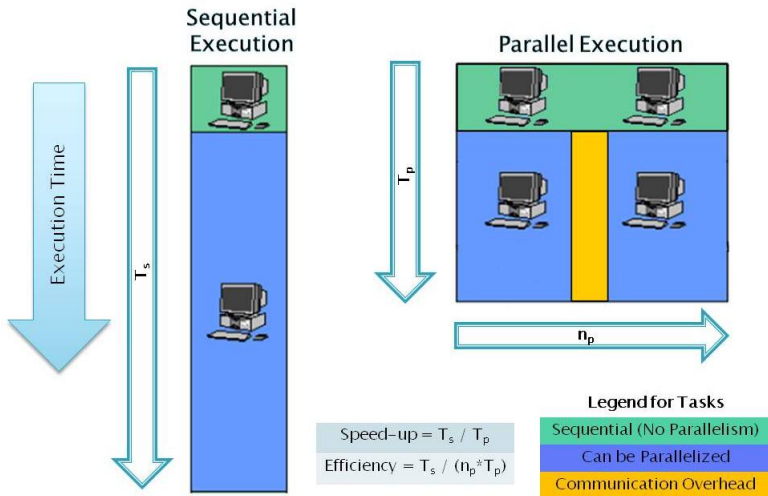 Sequential
Execution
Parallel Execution
Execution Time
Tₛ
Tₚ
nₚ
Speed-up = Tₛ / Tₚ
Efficiency = Tₛ / (nₚ*Tₚ)
Legend for Tasks
Sequential (No Parallelism)
Can be Parallelized
Communication Overhead